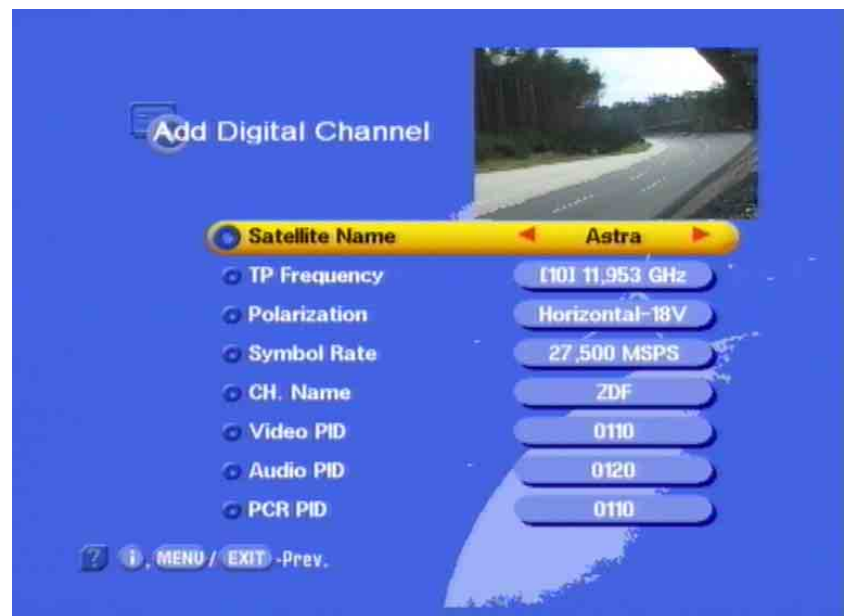 Add Digital Channel
Satellite Name Astra
TP Frequency [10] 11,953 GHz
Polarization Horizontal-18V
Symbol Rate 27,500 MSPS
CH. Name ZDF
Video PID 0110
Audio PID 0120
PCR PID 0110
? i, MENU / EXIT -Prev.